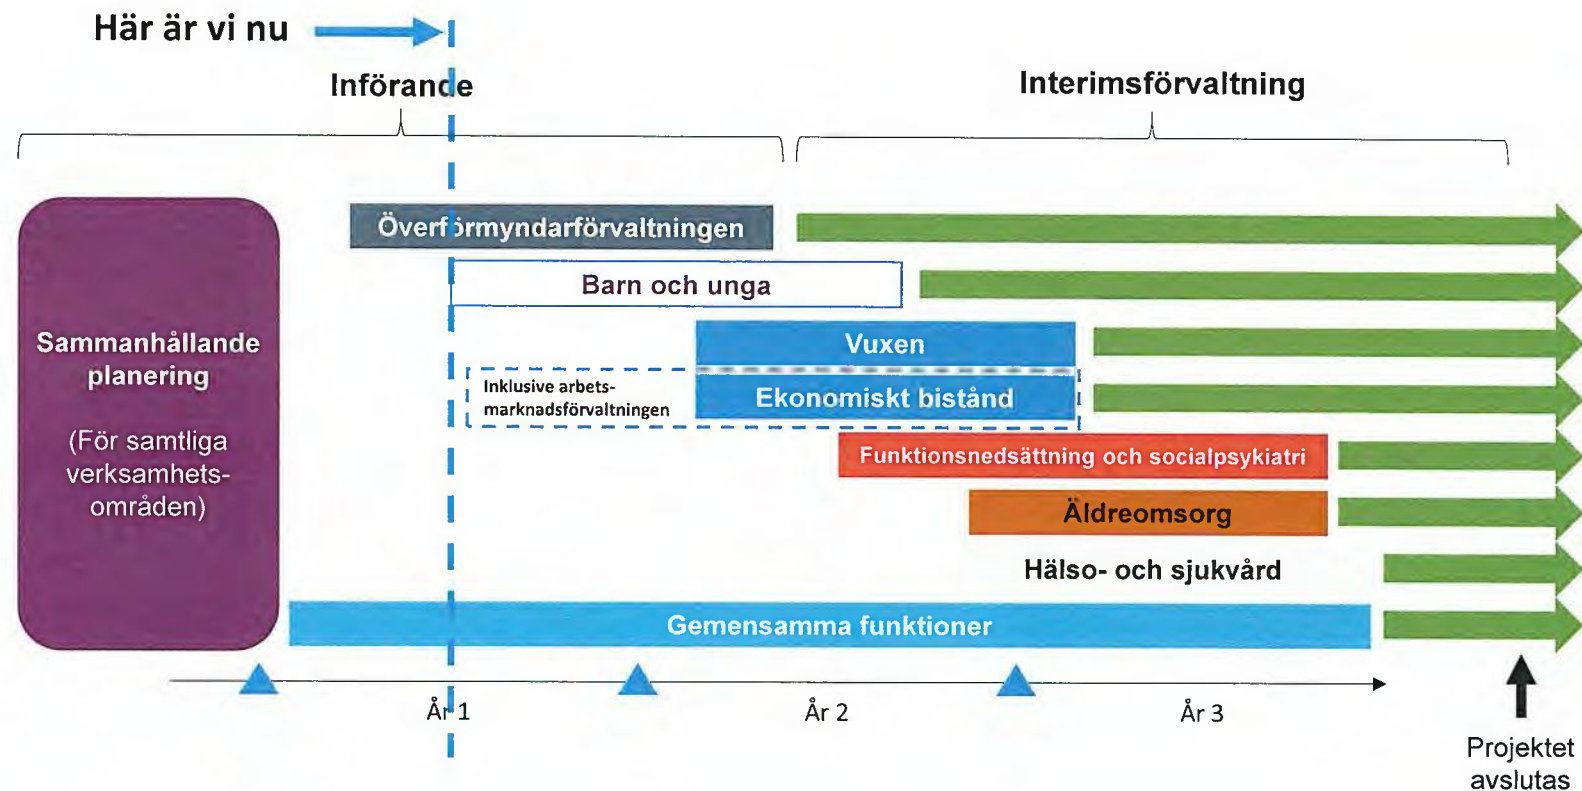 Här är vi nu
Införande
Interimsförvaltning
Överförmyndarförvaltningen
Barn och unga
Sammanhållande
planering
(För samtliga
verksamhets-
områden)
Vuxen
Inklusive arbets-
marknadsförvaltningen
Ekonomiskt bistånd
Funktionsnedsättning och socialpsykiatri
Äldreomsorg
Hälso- och sjukvård
Gemensamma funktioner
År 1
År 2
År 3
Projektet
avslutas